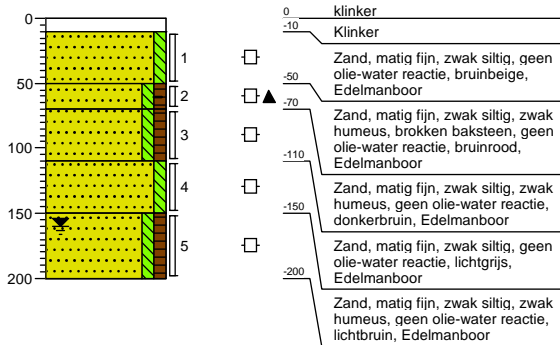 0
50
100
150
200
1
2
3
4
5
0
klinker
-10
Klinker
Zand, matig fijn, zwak siltig, geen
olie-water reactie, bruinbeige,
Edelmanboor
-50
Zand, matig fijn, zwak siltig, zwak
humeus, brokken baksteen, geen
olie-water reactie, bruinrood,
Edelmanboor
-70
Zand, matig fijn, zwak siltig, zwak
humeus, geen olie-water reactie,
donkerbruin, Edelmanboor
-110
Zand, matig fijn, zwak siltig, geen
olie-water reactie, lichtgrijs,
Edelmanboor
-150
Zand, matig fijn, zwak siltig, zwak
humeus, geen olie-water reactie,
lichtbruin, Edelmanboor
-200